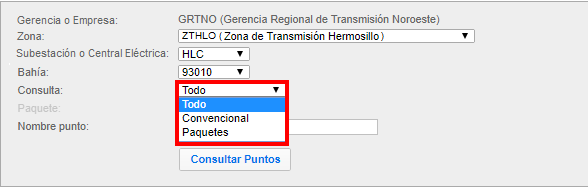 Gerencia o Empresa: GRTNO (Gerencia Regional de Transmisión Noroeste)
Zona: ZTHLO (Zona de Transmisión Hermosillo)
Subestación o Central Eléctrica: HLC
Bahía: 93010
Consulta: Todo
Todo
Paquete:
Convencional
Paquetes
Nombre punto:
Consultar Puntos